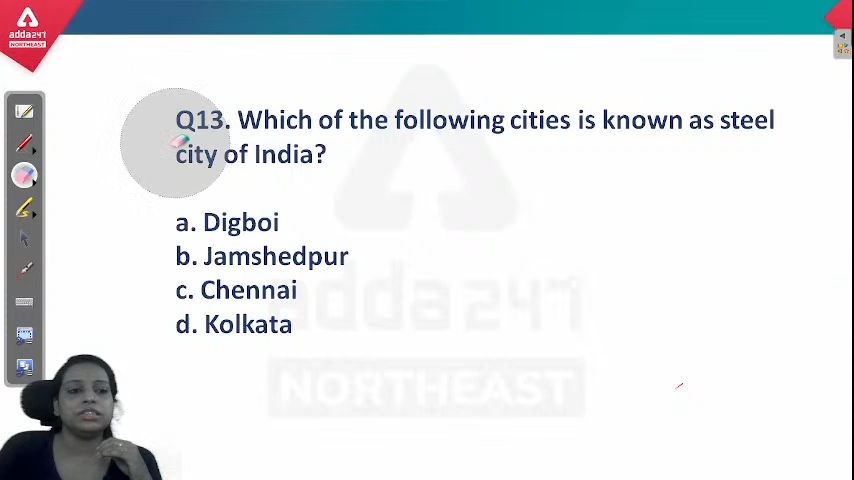 adda247
NORTHEAST
Q13. Which of the following cities is known as steel
city of India?
a. Digboi
b. Jamshedpur
c. Chennai
d. Kolkata
adda247
NORTHEAST